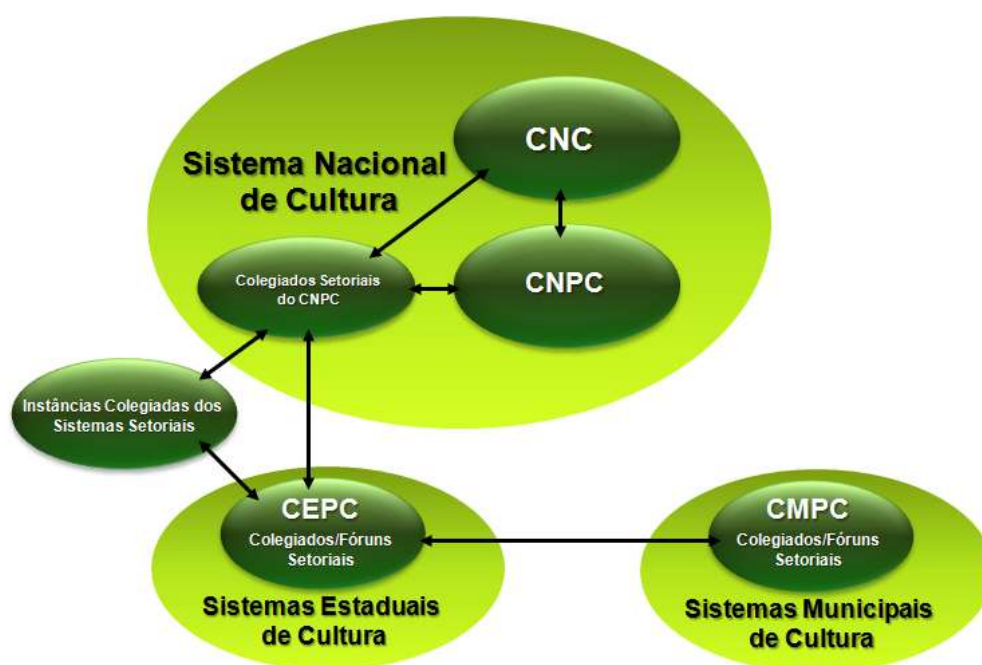 CNC
Sistema Nacional
de Cultura
Colegiados Setoriais
do CNPC
CNPC
Instâncias Colegiadas dos
Sistemas Setoriais
CEPC
Colegiados/Fóruns
Setoriais
Sistemas Estaduais
de Cultura
CMPC
Colegiados/Fóruns
Setoriais
Sistemas Municipais
de Cultura